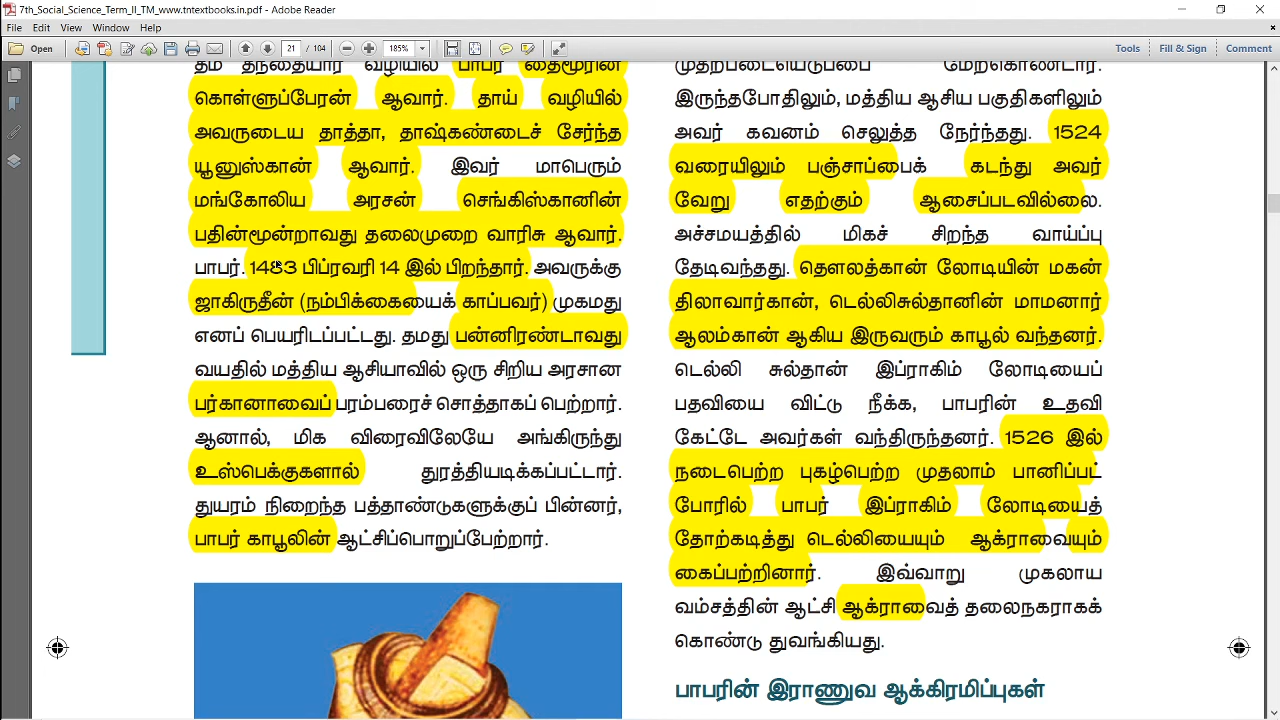 7th_Social_Science_Term_II_TM_www.tntextbooks.in.pdf - Adobe Reader
File Edit View Window Help
Open 21 / 104 185% Tools Fill & Sign Comment
தம் தந்தையார் வழியில் பாபர் தைமூரின்
கொள்ளுப்பேரன் ஆவார். தாய் வழியில்
அவருடைய தாத்தா, தாஷ்கண்டைச் சேர்ந்த
யூனுஸ்கான் ஆவார். இவர் மாபெரும்
மங்கோலிய அரசன் செங்கிஸ்கானின்
பதின்மூன்றாவது தலைமுறை வாரிசு ஆவார்.
பாபர். 1483 பிப்ரவரி 14 இல் பிறந்தார். அவருக்கு
ஜாகிருதீன் (நம்பிக்கையைக் காப்பவர்) முகமது
எனப் பெயரிடப்பட்டது. தமது பன்னிரண்டாவது
வயதில் மத்திய ஆசியாவில் ஒரு சிறிய அரசான
பர்கானாவைப் பரம்பரைச் சொத்தாகப் பெற்றார்.
ஆனால், மிக விரைவிலேயே அங்கிருந்து
உஸ்பெக்குகளால் துரத்தியடிக்கப்பட்டார்.
துயரம் நிறைந்த பத்தாண்டுகளுக்குப் பின்னர்,
பாபர் காபூலின் ஆட்சிப்பொறுப்பேற்றார்.
முதற்படையெடுப்பை மேற்கொண்டார்.
இருந்தபோதிலும், மத்திய ஆசிய பகுதிகளிலும்
அவர் கவனம் செலுத்த நேர்ந்தது. 1524
வரையிலும் பஞ்சாப்பைக் கடந்து அவர்
வேறு எதற்கும் ஆசைப்படவில்லை.
அச்சமயத்தில் மிகச் சிறந்த வாய்ப்பு
தேடிவந்தது. தௌலத்கான் லோடியின் மகன்
திலாவார்கான், டெல்லிசுல்தானின் மாமனார்
ஆலம்கான் ஆகிய இருவரும் காபூல் வந்தனர்.
டெல்லி சுல்தான் இப்ராகிம் லோடியைப்
பதவியை விட்டு நீக்க, பாபரின் உதவி
கேட்டே அவர்கள் வந்திருந்தனர். 1526 இல்
நடைபெற்ற புகழ்பெற்ற முதலாம் பானிப்பட்
போரில் பாபர் இப்ராகிம் லோடியைத்
தோற்கடித்து டெல்லியையும் ஆக்ராவையும்
கைப்பற்றினார். இவ்வாறு முகலாய
வம்சத்தின் ஆட்சி ஆக்ராவைத் தலைநகராகக்
கொண்டு துவங்கியது.
பாபரின் இராணுவ ஆக்கிரமிப்புகள்